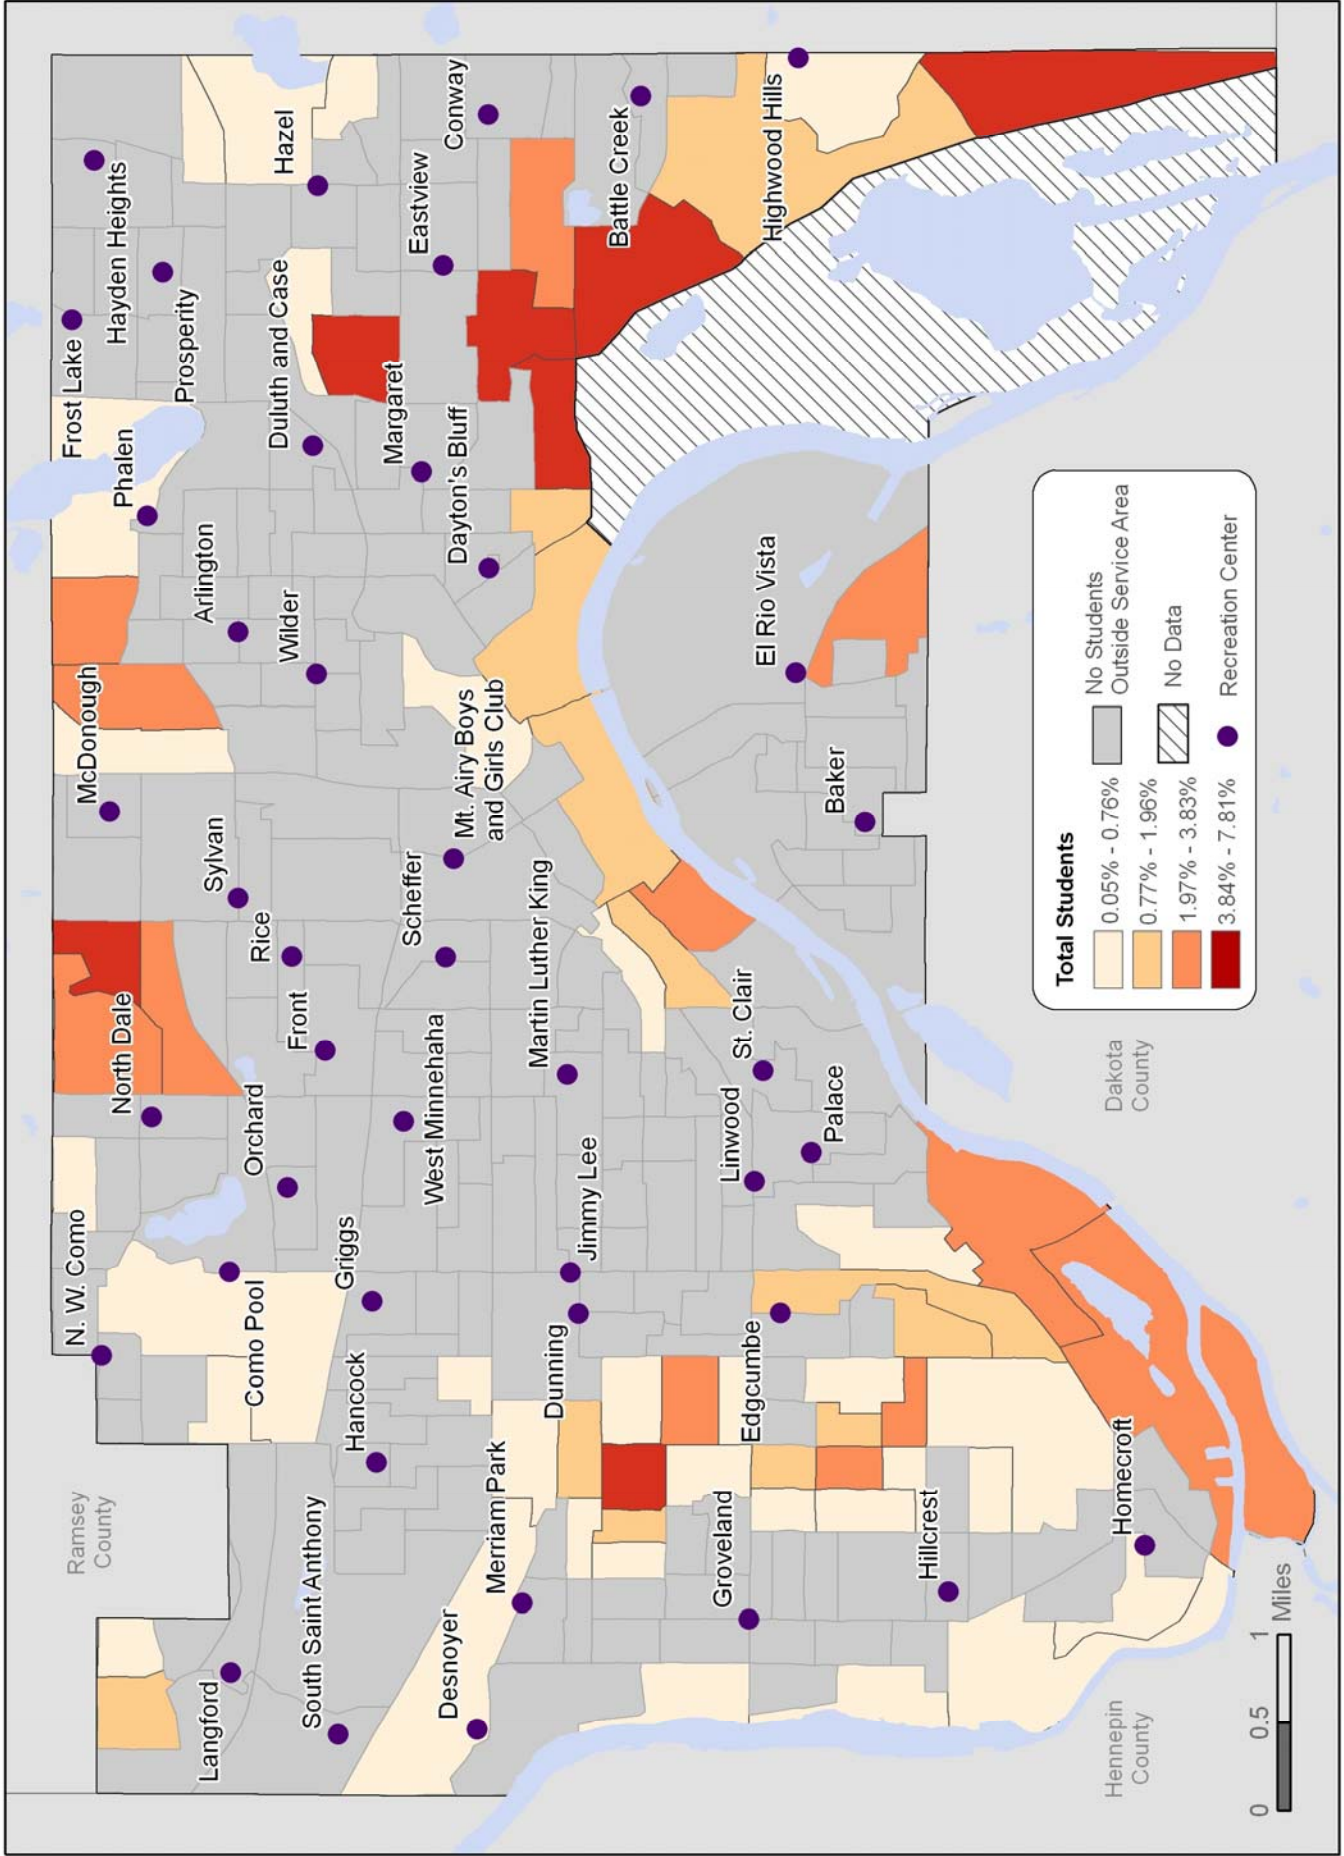 Ramsey
County
N. W. Como
North Dale
McDonough
Phalen
Frost Lake
Hayden Heights
Prosperity
Langford
Como Pool
Orchard
Rice
Sylvan
Arlington
Wilder
Duluth and Case
Hazel
South Saint Anthony
Hancock
Griggs
Front
Margaret
Eastview
Conway
Desnoyer
Merriam Park
West Minnehaha
Scheffer
Mt. Airy Boys
and Girls Club
Dayton's Bluff
Dunning
Jimmy Lee
Martin Luther King
Battle Creek
Groveland
Edgcumbe
Linwood
St. Clair
El Rio Vista
Highwood Hills
Palace
Baker
Hillcrest
Homecroft
Hennepin
County
Dakota
County
Total Students
0.05% - 0.76%
0.77% - 1.96%
1.97% - 3.83%
3.84% - 7.81%
No Students
Outside Service Area
No Data
Recreation Center
0 0.5 1
Miles